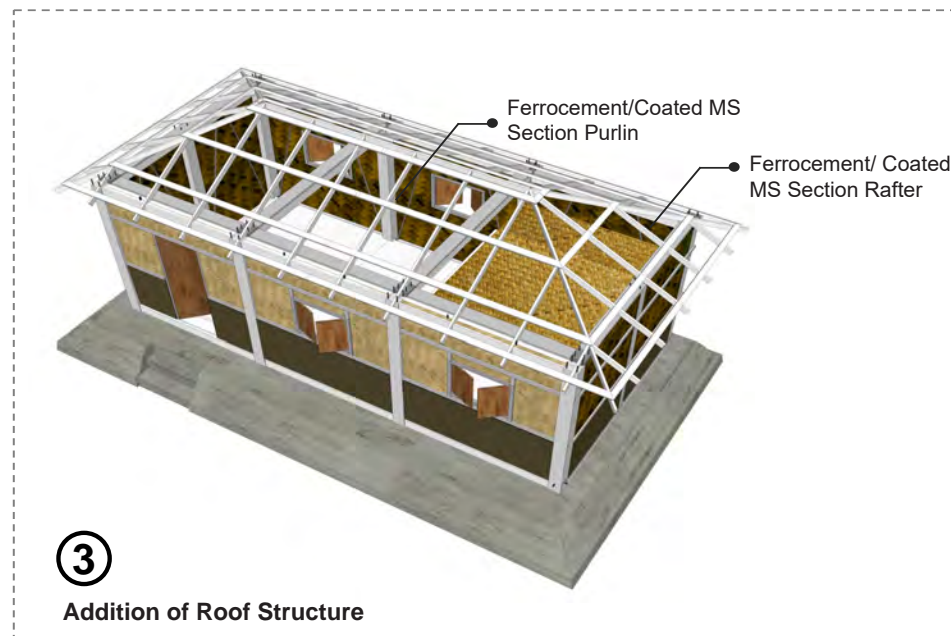 Ferrocement/Coated MS
Section Purlin
Ferrocement/ Coated
MS Section Rafter
3
Addition of Roof Structure